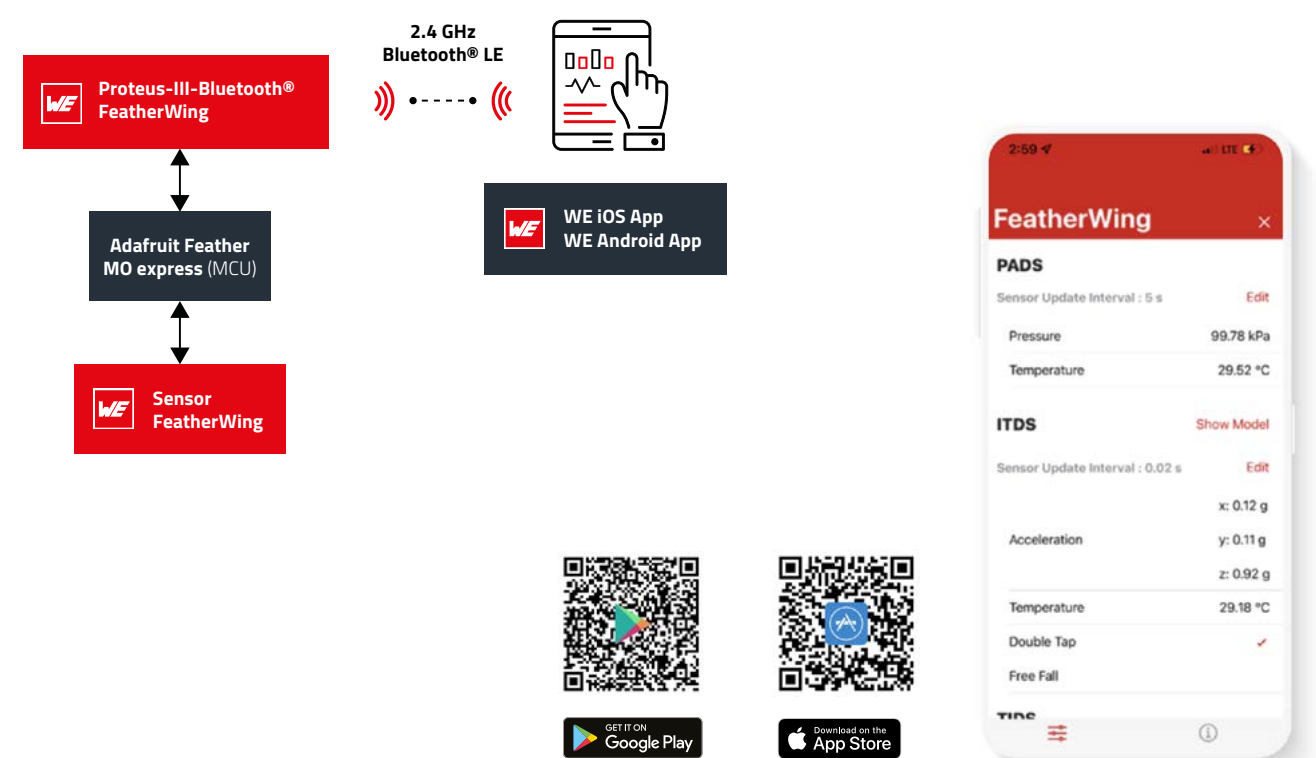 2.4 GHz
Bluetooth® LE
WE
Proteus-III-Bluetooth®
FeatherWing
Adafruit Feather
MO express (MCU)
WE
Sensor
FeatherWing
WE
WE iOS App
WE Android App
GET IT ON
Google Play
Download on the
App Store
2:59
LTE
FeatherWing ×
PADS
Sensor Update Interval : 5 s Edit
Pressure 99.78 kPa
Temperature 29.52 °C
ITDS Show Model
Sensor Update Interval : 0.02 s Edit
x: 0.12 g
Acceleration y: 0.11 g
z: 0.92 g
Temperature 29.18 °C
Double Tap ✓
Free Fall
TIDS